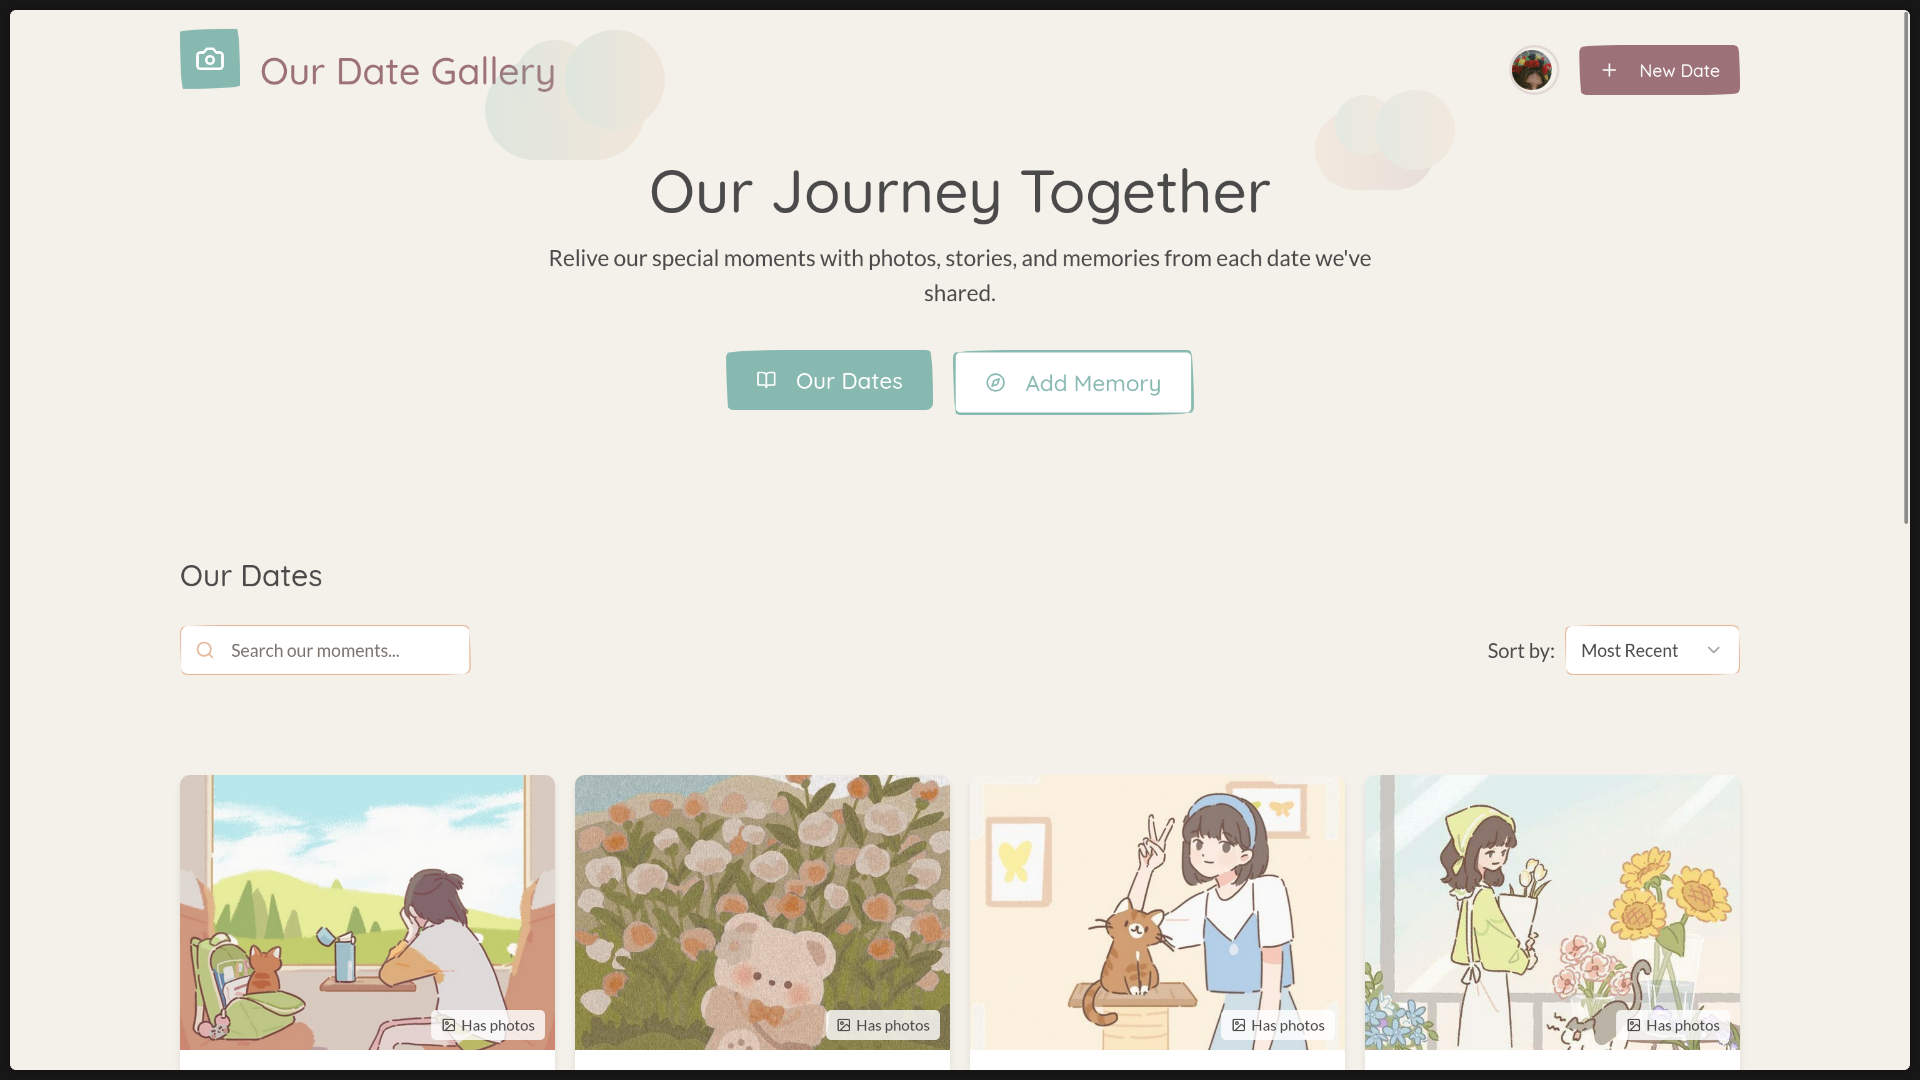 Our Date Gallery
New Date
Our Journey Together
Relive our special moments with photos, stories, and memories from each date we've
shared.
Our Dates
Add Memory
Our Dates
Search our moments...
Sort by:
Most Recent
Has photos
Has photos
Has photos
Has photos